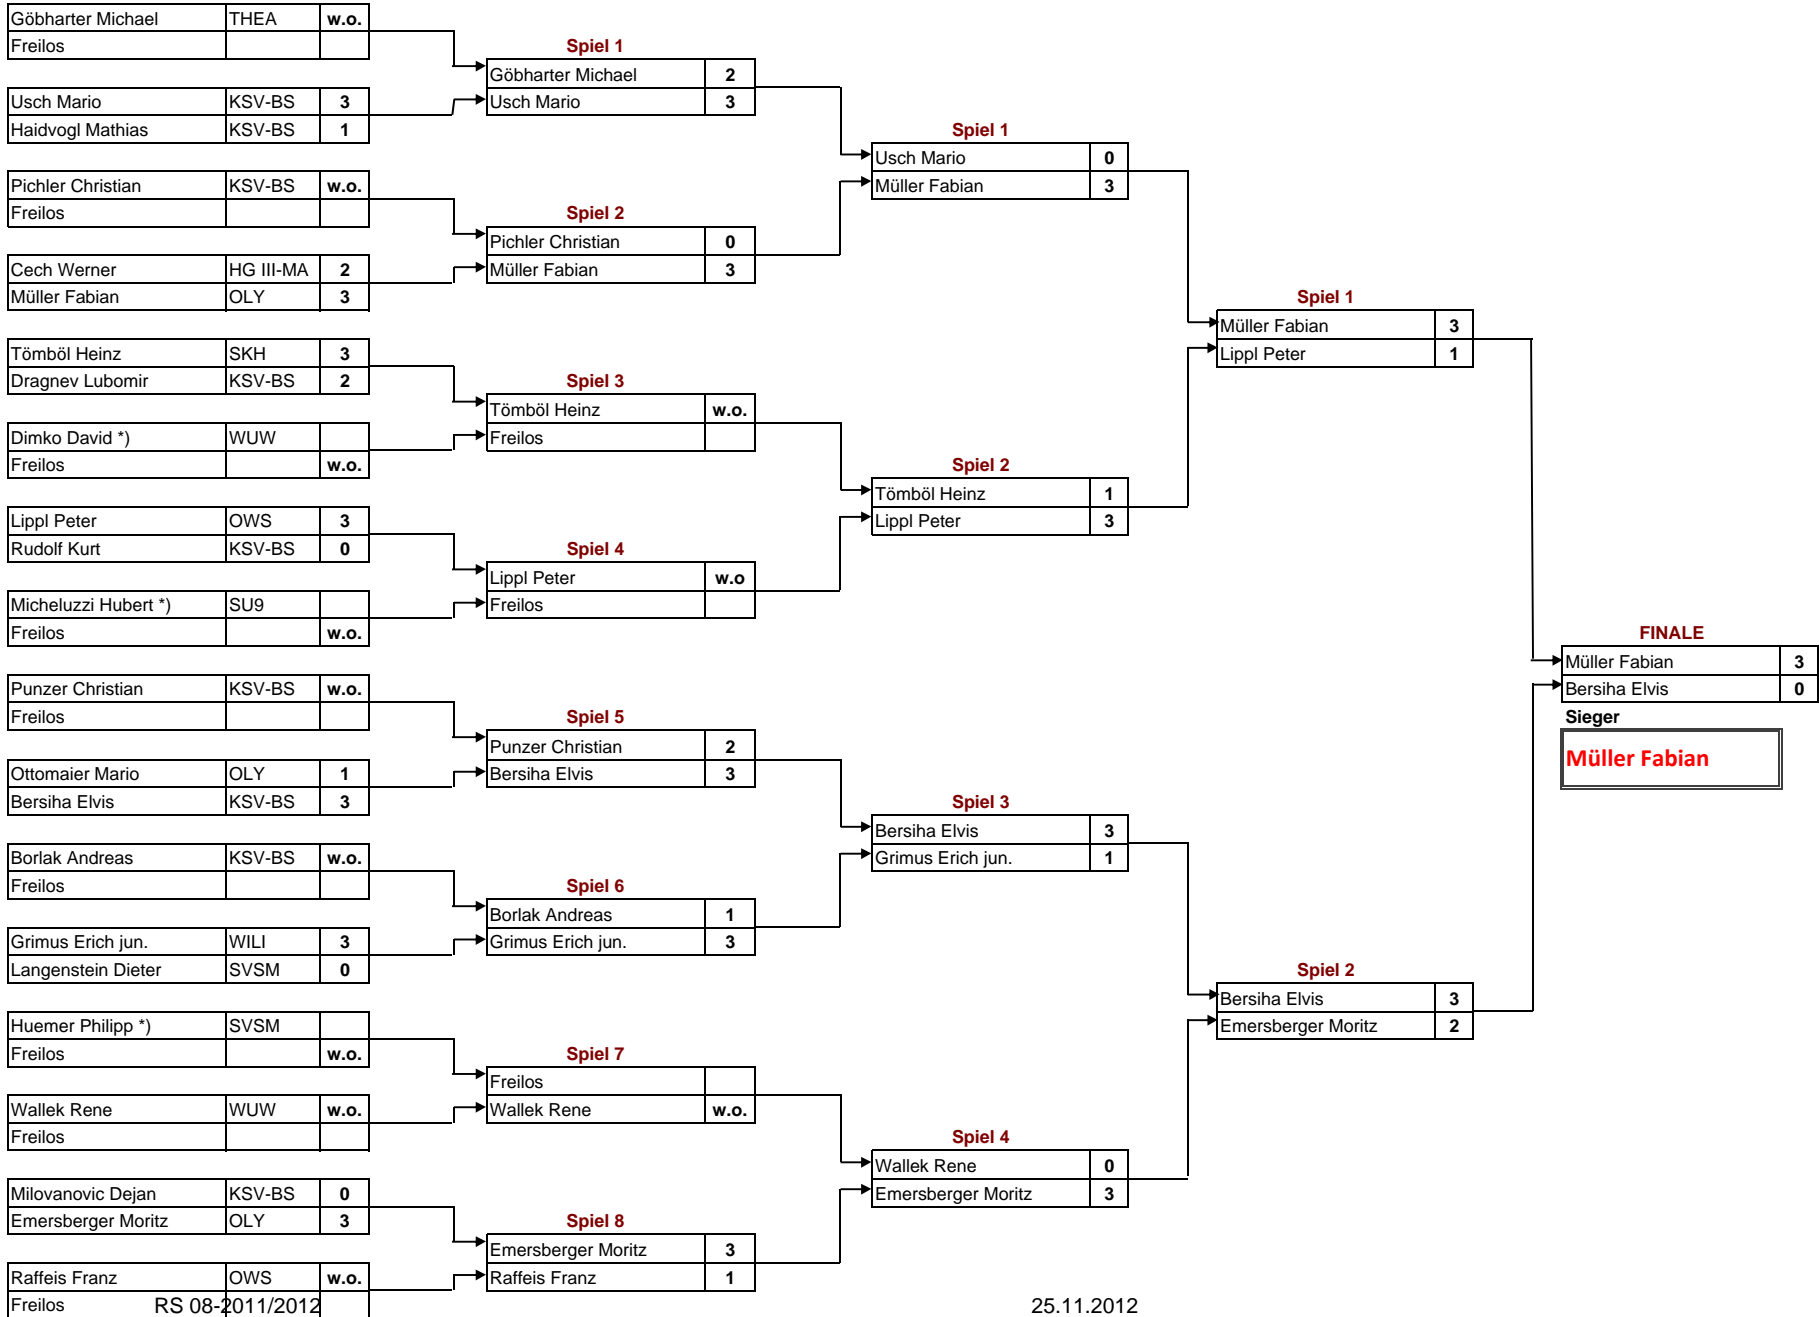 Göbharter Michael THEA w.o.
Freilos
Usch Mario KSV-BS 3
Haidvogl Mathias KSV-BS 1
Pichler Christian KSV-BS w.o.
Freilos
Cech Werner HG III-MA 2
Müller Fabian OLY 3
Tömböl Heinz SKH 3
Dragnev Lubomir KSV-BS 2
Dimko David *) WUW
Freilos w.o.
Lippl Peter OWS 3
Rudolf Kurt KSV-BS 0
Micheluzzi Hubert *) SU9
Freilos w.o.
Punzer Christian KSV-BS w.o.
Freilos
Ottomaier Mario OLY 1
Bersiha Elvis KSV-BS 3
Borlak Andreas KSV-BS w.o.
Freilos
Grimus Erich jun. WILI 3
Langenstein Dieter SVSM 0
Huemer Philipp *) SVSM
Freilos w.o.
Wallek Rene WUW w.o.
Freilos
Milovanovic Dejan KSV-BS 0
Emersberger Moritz OLY 3
Raffeis Franz OWS w.o.
Freilos
Spiel 1
Göbharter Michael 2
Usch Mario 3
Spiel 2
Pichler Christian 0
Müller Fabian 3
Spiel 3
Tömböl Heinz w.o.
Freilos
Spiel 4
Lippl Peter w.o
Freilos
Spiel 5
Punzer Christian 2
Bersiha Elvis 3
Spiel 6
Borlak Andreas 1
Grimus Erich jun. 3
Spiel 7
Freilos
Wallek Rene w.o.
Spiel 8
Emersberger Moritz 3
Raffeis Franz 1
Spiel 1
Usch Mario 0
Müller Fabian 3
Spiel 2
Tömböl Heinz 1
Lippl Peter 3
Spiel 3
Bersiha Elvis 3
Grimus Erich jun. 1
Spiel 4
Wallek Rene 0
Emersberger Moritz 3
Spiel 1
Müller Fabian 3
Lippl Peter 1
Spiel 2
Bersiha Elvis 3
Emersberger Moritz 2
FINALE
Müller Fabian 3
Bersiha Elvis 0
Sieger
Müller Fabian
RS 08-2011/2012 25.11.2012